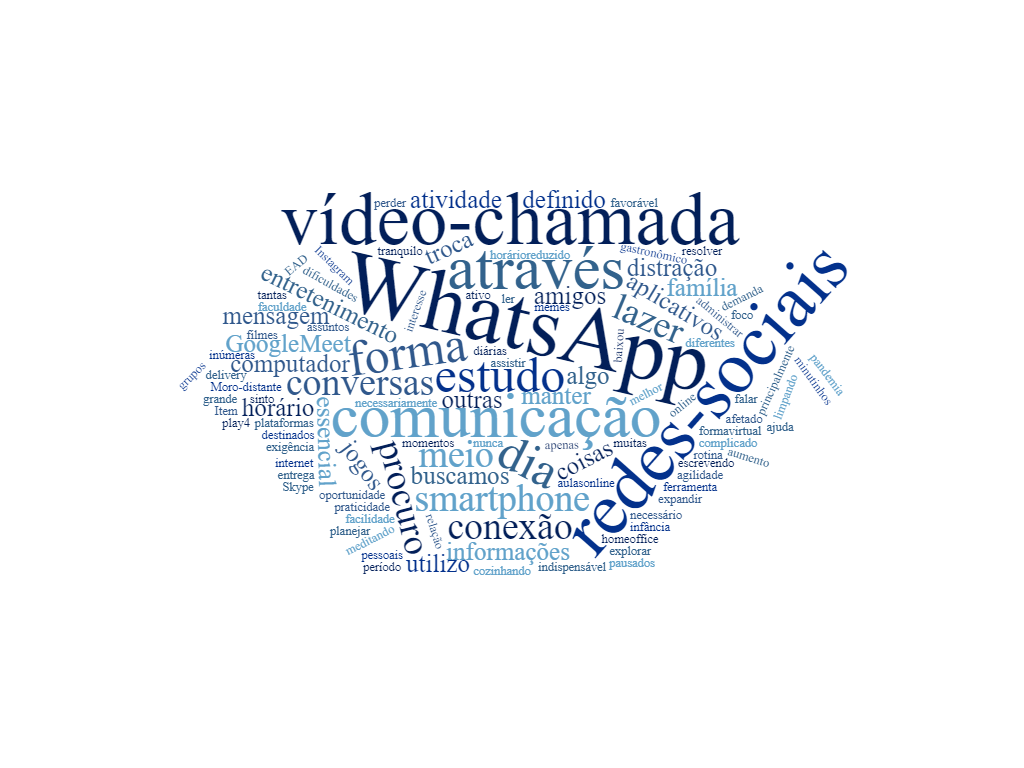 perder
atividade
definido
favorável
vídeo-chamada
tranquilo
troca
horárioreduzido
gastronômico
resolver
EAD
Instagram
dificuldades
entretenimento
através
distração
WhatsApp
redes-sociais
tantas
faculdade
interesse
ativo
ler
amigos
memes
aplicativos
família
administrar
demanda
foco
mensagem
assuntos
lazer
filmes
GoogleMeet
forma
diárias
baixou
diferentes
inúmeras
computador
assistir
principalmente
minutinhos
pandemia
grupos
delivery
Moro-distante
conversas
estudo
algo
limpando
grande
sinto
necessariamente
outras
manter
melhor
online
falar
Item
horário
essencial
comunicação
afetado
play4
plataformas
formavirtual
ajuda
destinados
exigência
jogos
procuro
momentos
nunca
meio
dia
apenas
coisas
muitas
complicado
rotina
aumento
internet
entrega
Skype
buscamos
aulasonline
escrevendo
agilidade
ferramenta
oportunidade
smartphone
expandir
praticidade
facilidade
relação
conexão
necessário
infância
planejar
meditando
homeoffice
pessoais
informações
explorar
período
utilizo
cozinhando
indispensável
pausados